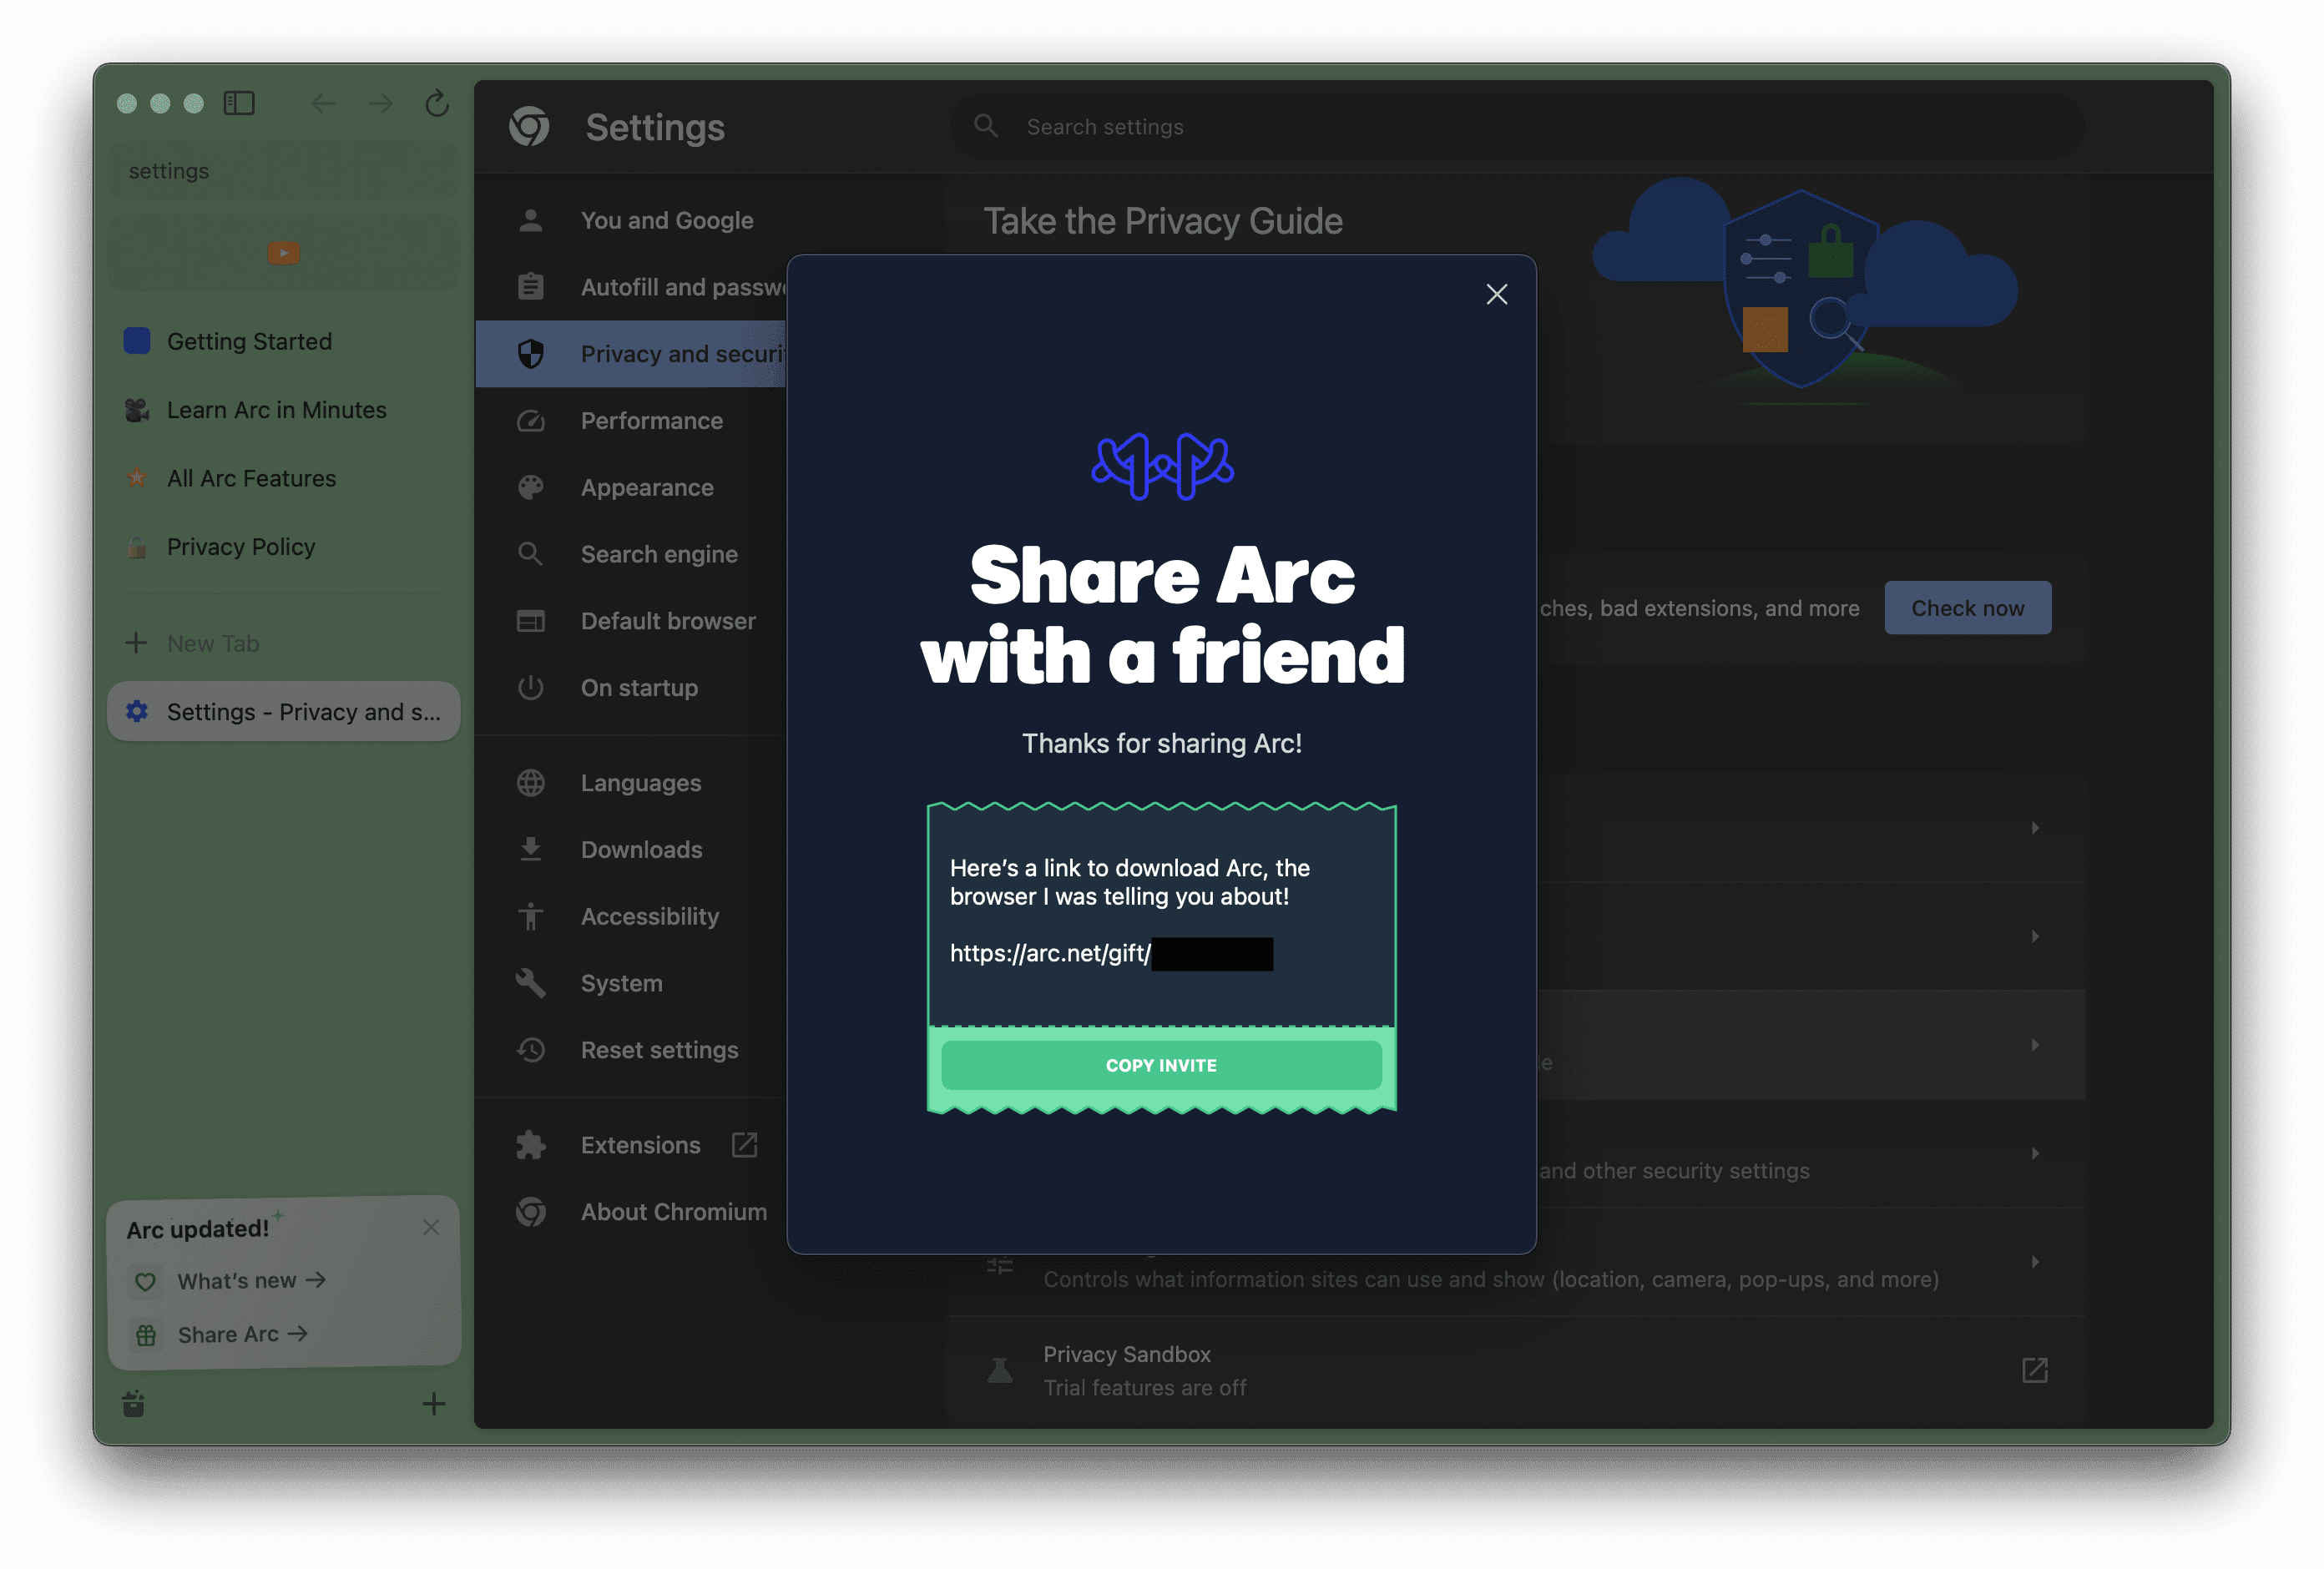 settings
Getting Started
Learn Arc in Minutes
All Arc Features
Privacy Policy
New Tab
Settings - Privacy and s...
Arc updated!
What's new →
Share Arc →
Settings
Search settings
You and Google
Autofill and passw
Privacy and securi
Performance
Appearance
Search engine
Default browser
On startup
Languages
Downloads
Accessibility
System
Reset settings
Extensions
About Chromium
Take the Privacy Guide
ches, bad extensions, and more
Check now
and other security settings
Controls what information sites can use and show (location, camera, pop-ups, and more)
Privacy Sandbox
Trial features are off
Share Arc
with a friend
Thanks for sharing Arc!
Here's a link to download Arc, the
browser I was telling you about!
https://arc.net/gift/
COPY INVITE